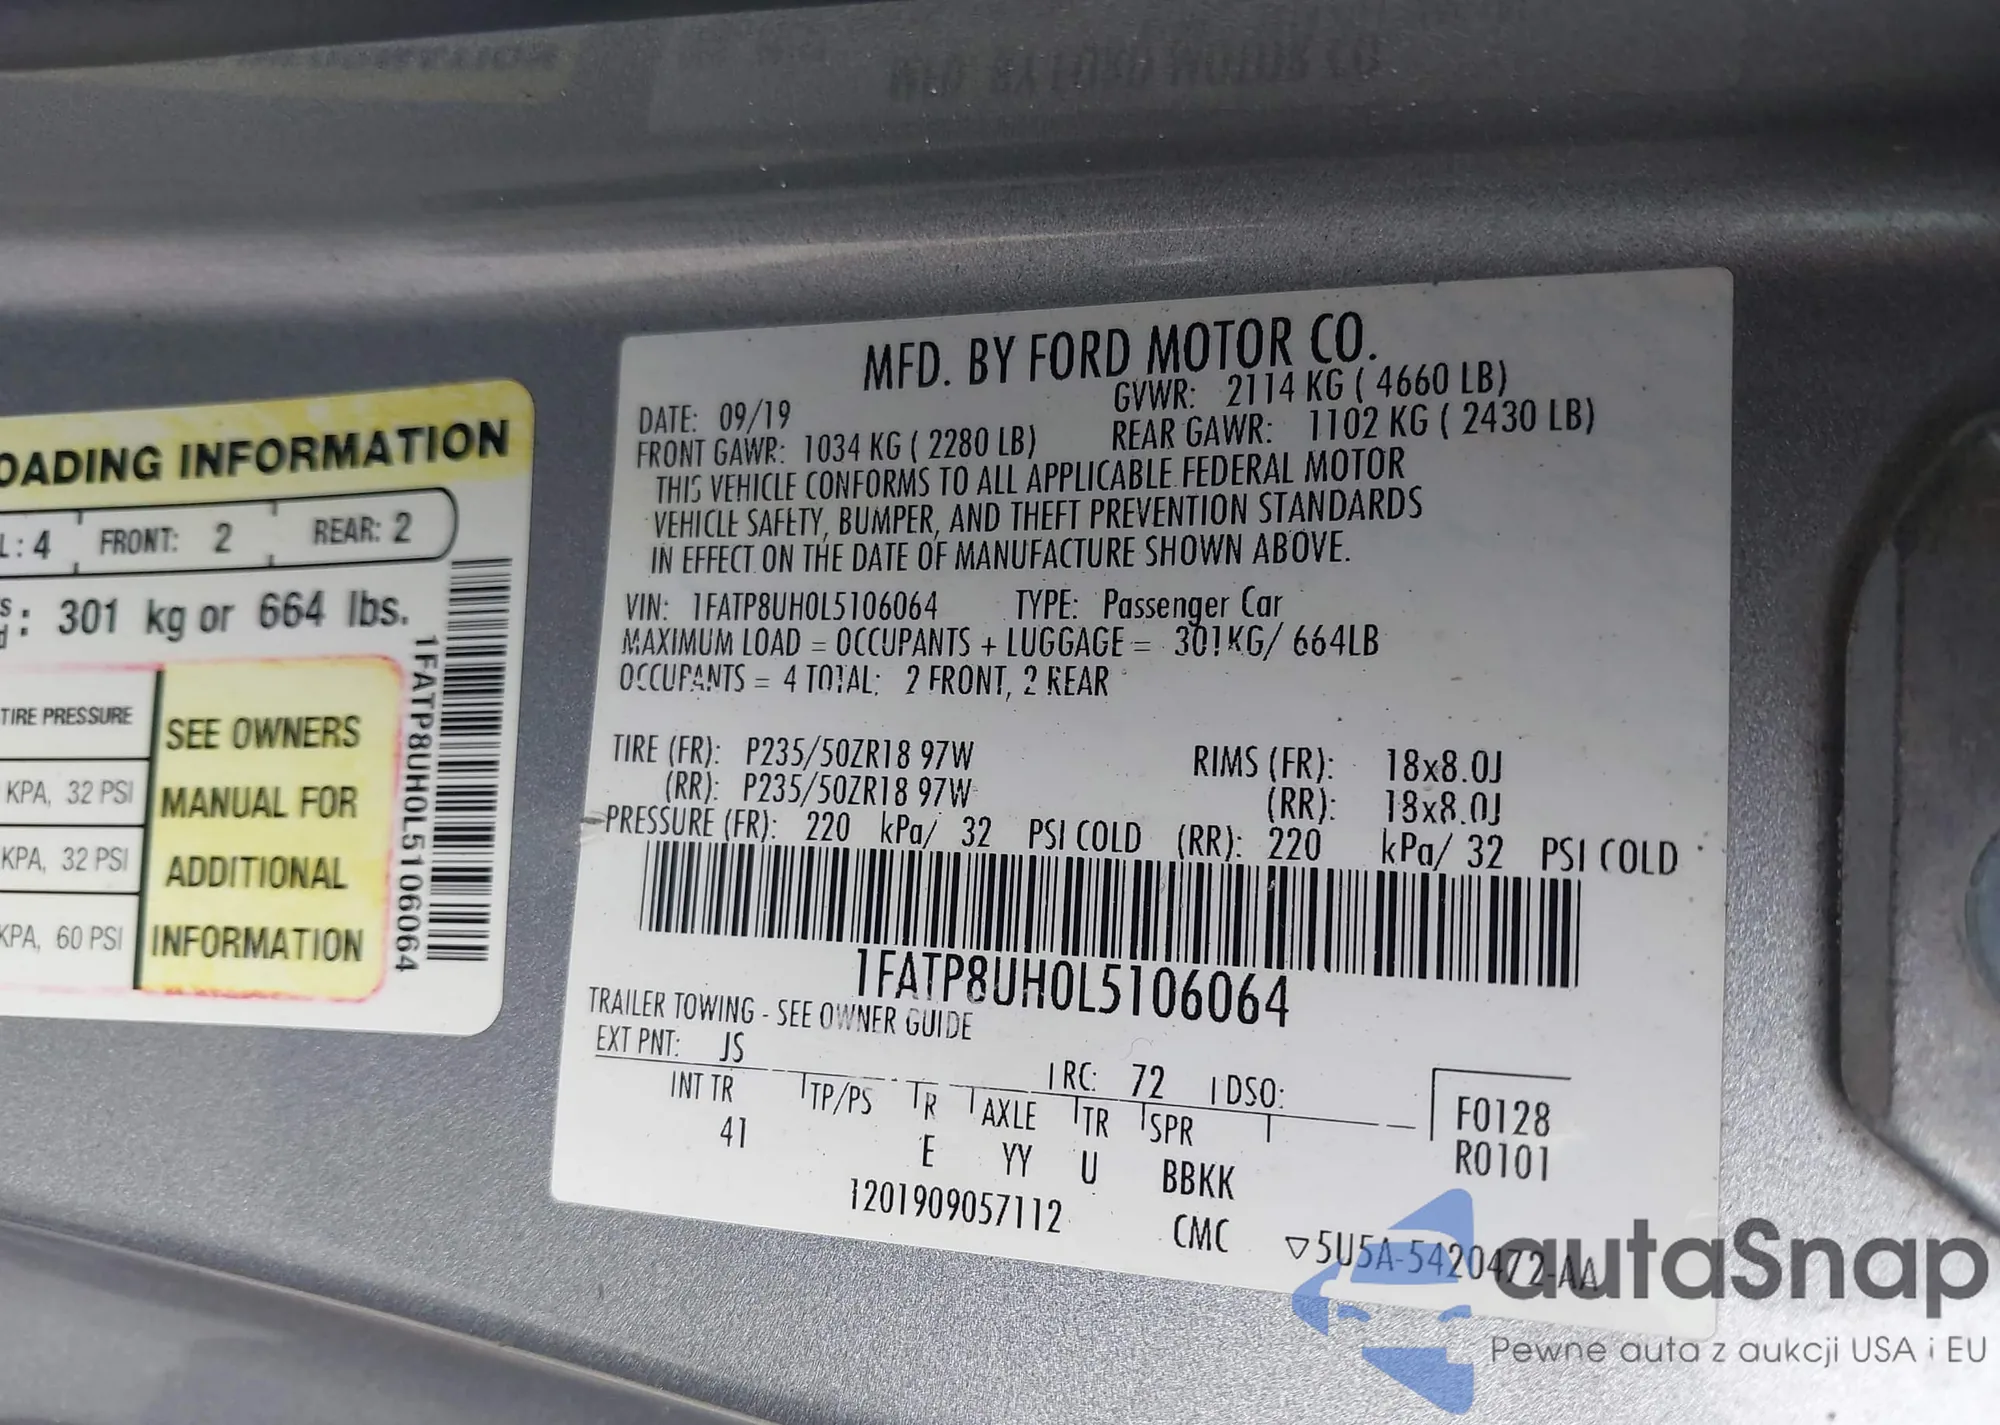 OADING INFORMATION
L: 4 FRONT: 2 REAR: 2
: 301 kg or 664 lbs.
TIRE PRESSURE
KPA, 32 PSI
KPA, 32 PSI
KPA, 60 PSI
SEE OWNERS
MANUAL FOR
ADDITIONAL
INFORMATION
1FATP8UH0L5106064
MFD. BY FORD MOTOR CO.
DATE: 09/19 GVWR: 2114 KG ( 4660 LB)
FRONT GAWR: 1034 KG ( 2280 LB) REAR GAWR: 1102 KG ( 2430 LB)
THIS VEHICLE CONFORMS TO ALL APPLICABLE FEDERAL MOTOR
VEHICLE SAFETY, BUMPER, AND THEFT PREVENTION STANDARDS
IN EFFECT ON THE DATE OF MANUFACTURE SHOWN ABOVE.
VIN: 1FATP8UH0L5106064 TYPE: Passenger Car
MAXIMUM LOAD = OCCUPANTS + LUGGAGE = 301KG/ 664LB
OCCUPANTS = 4 TOTAL: 2 FRONT, 2 REAR
TIRE (FR): P235/50ZR18 97W RIMS (FR): 18x8.0J
(RR): P235/50ZR18 97W (RR): 18x8.0J
PRESSURE (FR): 220 kPa/ 32 PSI COLD (RR): 220 kPa/ 32 PSI COLD
1FATP8UH0L5106064
TRAILER TOWING - SEE OWNER GUIDE
EXT PNT: JS RC: 72 DSO:
INT TR TP/PS R AXLE TR SPR F0128
41 E YY U BBKK R0101
1201909057112 CMC ▽5U5A-5420472-AA
autaSnap
Pewne auta z aukcji USA i EU